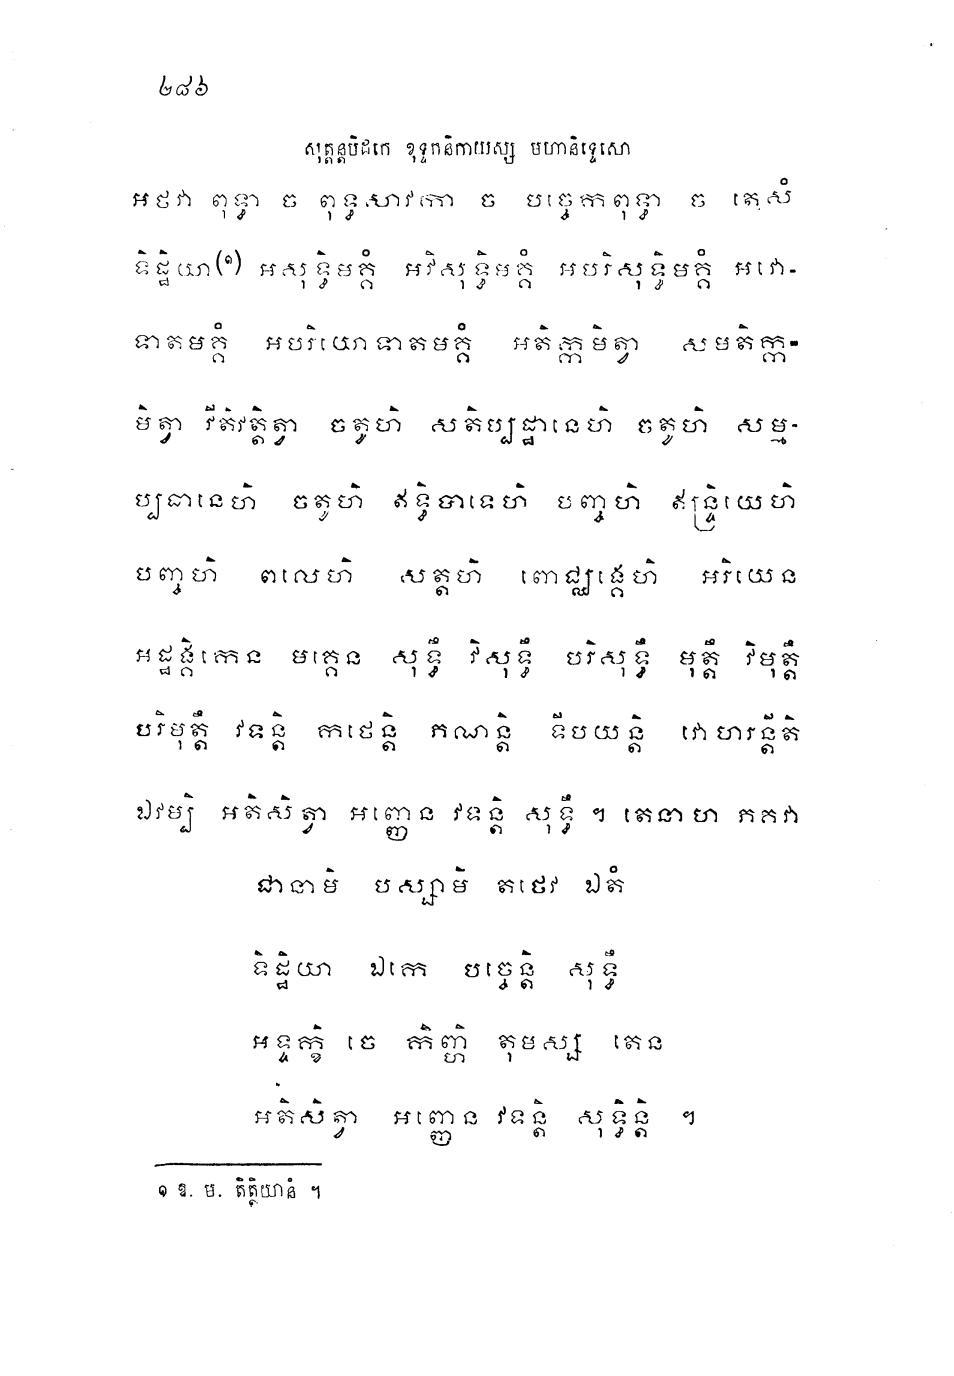 ២៨៦
សុត្តន្តបិដកេ ខុទ្ទកនិកាយស្ស មហានិទ្ទេសោ
អថវា ពុទ្ធា ច ពុទ្ធសាវកា ច បច្ចេកពុទ្ធា ច តេសំ
ទិដ្ឋិយា(១) អសុទ្ធិមគ្គំ អវិសុទ្ធិមគ្គំ អបរិសុទ្ធិមគ្គំ អវោ-
ទាតមគ្គំ អបរិយោទាតមគ្គំ អតិក្កមិត្វា សមតិក្ក-
មិត្វា វីតិវត្តិត្វា ចតូហិ សតិប្បដ្ឋានេហិ ចតូហិ សម្ម-
ប្បធានេហិ ចតូហិ ឥទ្ធិបាទេហិ បញ្ចហិ ឥន្ទ្រិយេហិ
បញ្ចហិ ពលេហិ សត្តហិ ពោជ្ឈង្គេហិ អរិយេន
អដ្ឋង្គិកេន មគ្គេន សុទ្ធឹ វិសុទ្ធឹ បរិសុទ្ធឹ មុត្តឹ វិមុត្តឹ
បរិមុត្តឹ វទន្តិ កថេន្តិ ភណន្តិ ទីបយន្តិ វោហរន្តីតិ
ឯវម្បិ អតិសិត្វា អញ្ញេន វទន្តិ សុទ្ធឹ ។ តេនាហ ភគវា
ជានាមិ បស្សាមិ តថេវ ឯតំ
ទិដ្ឋិយា ឯកេ បច្ចេន្តិ សុទ្ធឹ
អទ្ទក្ខិ ចេ កិញ្ហិ តុមស្ស តេន
អតិសិត្វា អញ្ញេន វទន្តិ សុទ្ធិន្តិ ។
១ ឱ. ម. តិត្ថិយានំ ។